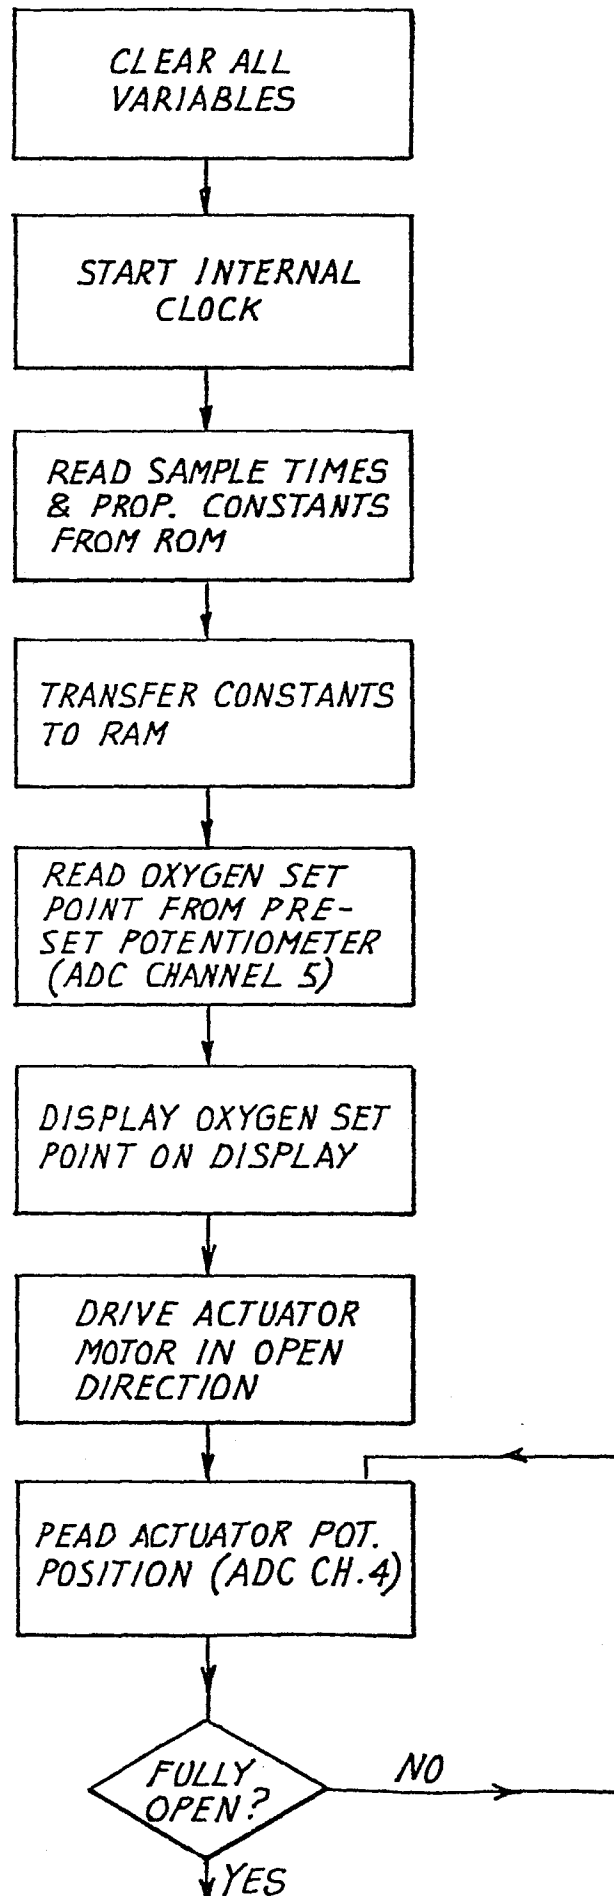 CLEAR ALL
VARIABLES
START INTERNAL
CLOCK
READ SAMPLE TIMES
& PROP. CONSTANTS
FROM ROM
TRANSFER CONSTANTS
TO RAM
READ OXYGEN SET
POINT FROM PRE-
SET POTENTIOMETER
(ADC CHANNEL 5)
DISPLAY OXYGEN SET
POINT ON DISPLAY
DRIVE ACTUATOR
MOTOR IN OPEN
DIRECTION
PEAD ACTUATOR POT.
POSITION (ADC CH.4)
FULLY
OPEN?
NO
YES